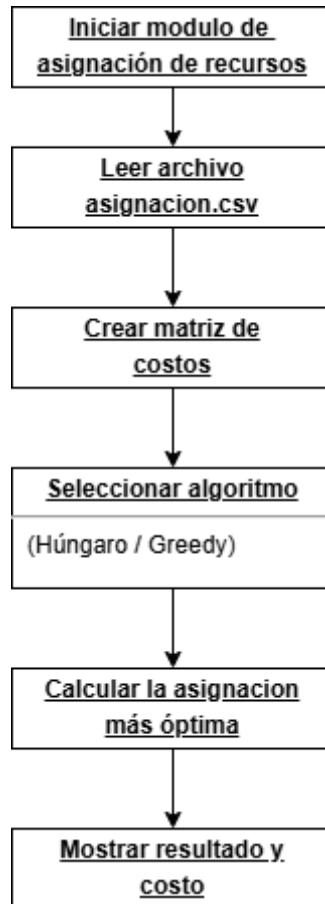 Iniciar modulo de
asignación de recursos
Leer archivo
asignacion.csv
Crear matriz de
costos
Seleccionar algoritmo
(Húngaro / Greedy)
Calcular la asignacion
más óptima
Mostrar resultado y
costo